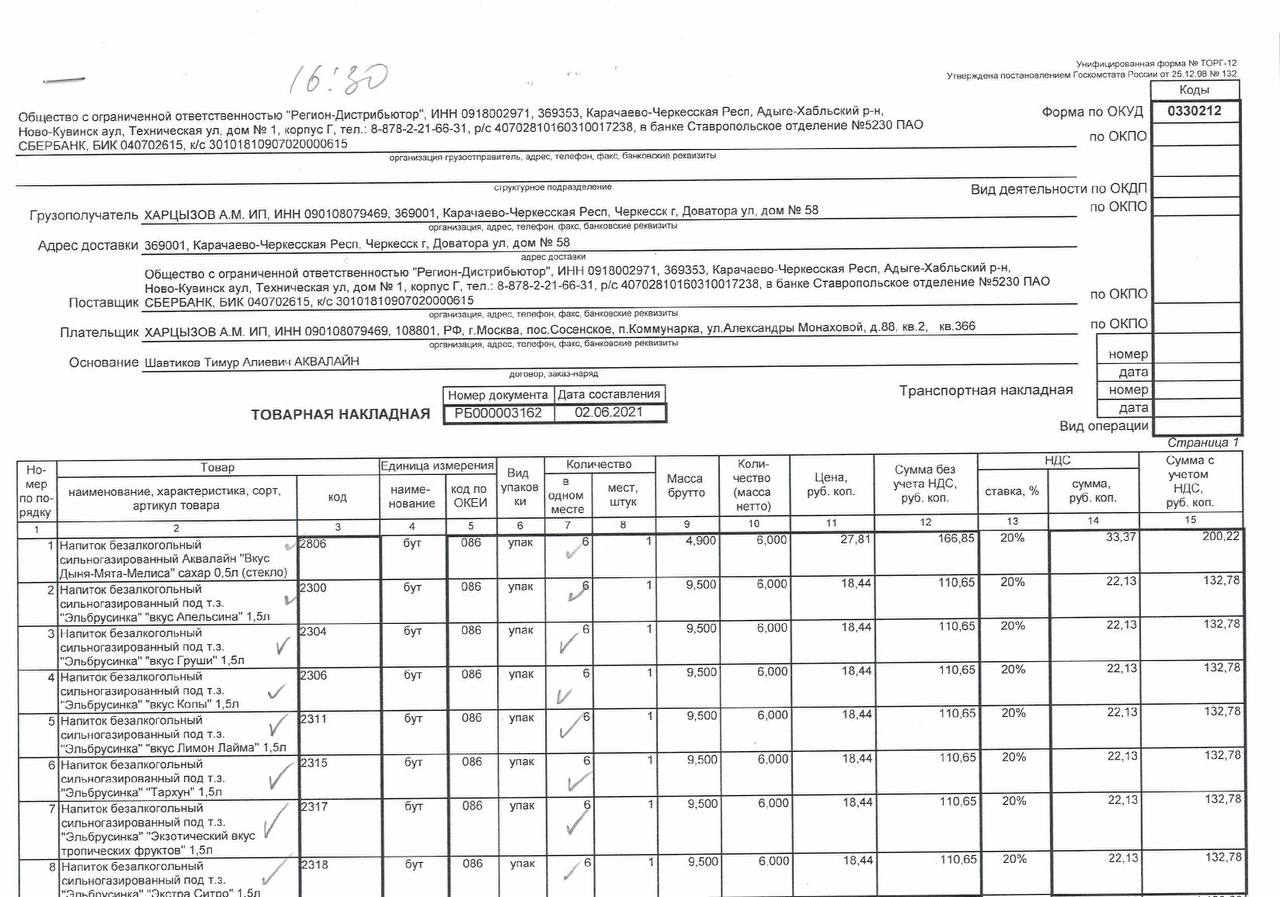 16:30
Унифицированная форма № ТОРГ-12
Утверждена постановлением Госкомстата России от 25.12.98 № 132
Коды
Форма по ОКУД 0330212
Общество с ограниченной ответственностью "Регион-Дистрибьютор", ИНН 0918002971, 369353, Карачаево-Черкесская Респ, Адыге-Хабльский р-н,
Ново-Кувинск аул, Техническая ул, дом № 1, корпус Г, тел.: 8-878-2-21-66-31, р/с 40702810160310017238, в банке Ставропольское отделение №5230 ПАО
СБЕРБАНК, БИК 040702615, к/с 30101810907020000615
по ОКПО
организация-грузоотправитель, адрес, телефон, факс, банковские реквизиты
структурное подразделение
Вид деятельности по ОКДП
Грузополучатель ХАРЦЫЗОВ А.М. ИП, ИНН 090108079469, 369001, Карачаево-Черкесская Респ, Черкесск г, Доватора ул, дом № 58
по ОКПО
организация, адрес, телефон, факс, банковские реквизиты
Адрес доставки 369001, Карачаево-Черкесская Респ, Черкесск г, Доватора ул, дом № 58
адрес доставки
Общество с ограниченной ответственностью "Регион-Дистрибьютор", ИНН 0918002971, 369353, Карачаево-Черкесская Респ, Адыге-Хабльский р-н,
Ново-Кувинск аул, Техническая ул, дом № 1, корпус Г, тел.: 8-878-2-21-66-31, р/с 40702810160310017238, в банке Ставропольское отделение №5230 ПАО
Поставщик СБЕРБАНК, БИК 040702615, к/с 30101810907020000615
по ОКПО
организация, адрес, телефон, факс, банковские реквизиты
Плательщик ХАРЦЫЗОВ А.М. ИП, ИНН 090108079469, 108801, РФ, г.Москва, пос.Сосенское, п.Коммунарка, ул.Александры Монаховой, д.88, кв.2, кв.366
по ОКПО
организация, адрес, телефон, факс, банковские реквизиты
Основание Шавтиков Тимур Алиевич АКВАЛАЙН
договор, заказ-наряд
номер
дата
Транспортная накладная
номер
дата
Вид операции
Номер документа Дата составления
ТОВАРНАЯ НАКЛАДНАЯ РБ000003162 02.06.2021
Страница 1
Но-
мер
по по-
рядку
Товар
наименование, характеристика, сорт,
артикул товара
код
Единица измерения
наиме-
нование
код по
ОКЕИ
Вид
упаков
ки
Количество
в
одном
месте
мест,
штук
Масса
брутто
Коли-
чество
(масса
нетто)
Цена,
руб. коп.
Сумма без
учета НДС,
руб. коп.
НДС
ставка, %
сумма,
руб. коп.
Сумма с
учетом
НДС,
руб. коп.
1 2 3 4 5 6 7 8 9 10 11 12 13 14 15
1 Напиток безалкогольный 2806 бут 086 упак 6 1 4,900 6,000 27,81 166,85 20% 33,37 200,22
сильногазированный Аквалайн "Вкус
Дыня-Мята-Мелиса" сахар 0,5л (стекло)
2 Напиток безалкогольный 2300 бут 086 упак 6 1 9,500 6,000 18,44 110,65 20% 22,13 132,78
сильногазированный под т.з.
"Эльбрусинка" "вкус Апельсина" 1,5л
3 Напиток безалкогольный 2304 бут 086 упак 6 1 9,500 6,000 18,44 110,65 20% 22,13 132,78
сильногазированный под т.з.
"Эльбрусинка" "вкус Груши" 1,5л
4 Напиток безалкогольный 2306 бут 086 упак 6 1 9,500 6,000 18,44 110,65 20% 22,13 132,78
сильногазированный под т.з.
"Эльбрусинка" "вкус Колы" 1,5л
5 Напиток безалкогольный 2311 бут 086 упак 6 1 9,500 6,000 18,44 110,65 20% 22,13 132,78
сильногазированный под т.з.
"Эльбрусинка" "вкус Лимон Лайма" 1,5л
6 Напиток безалкогольный 2315 бут 086 упак 6 1 9,500 6,000 18,44 110,65 20% 22,13 132,78
сильногазированный под т.з.
"Эльбрусинка" "Тархун" 1,5л
7 Напиток безалкогольный 2317 бут 086 упак 6 1 9,500 6,000 18,44 110,65 20% 22,13 132,78
сильногазированный под т.з.
"Эльбрусинка" "Экзотический вкус
тропических фруктов" 1,5л
8 Напиток безалкогольный 2318 бут 086 упак 6 1 9,500 6,000 18,44 110,65 20% 22,13 132,78
сильногазированный под т.з.
"Эльбрусинка" "Экстра Ситро" 1,5л